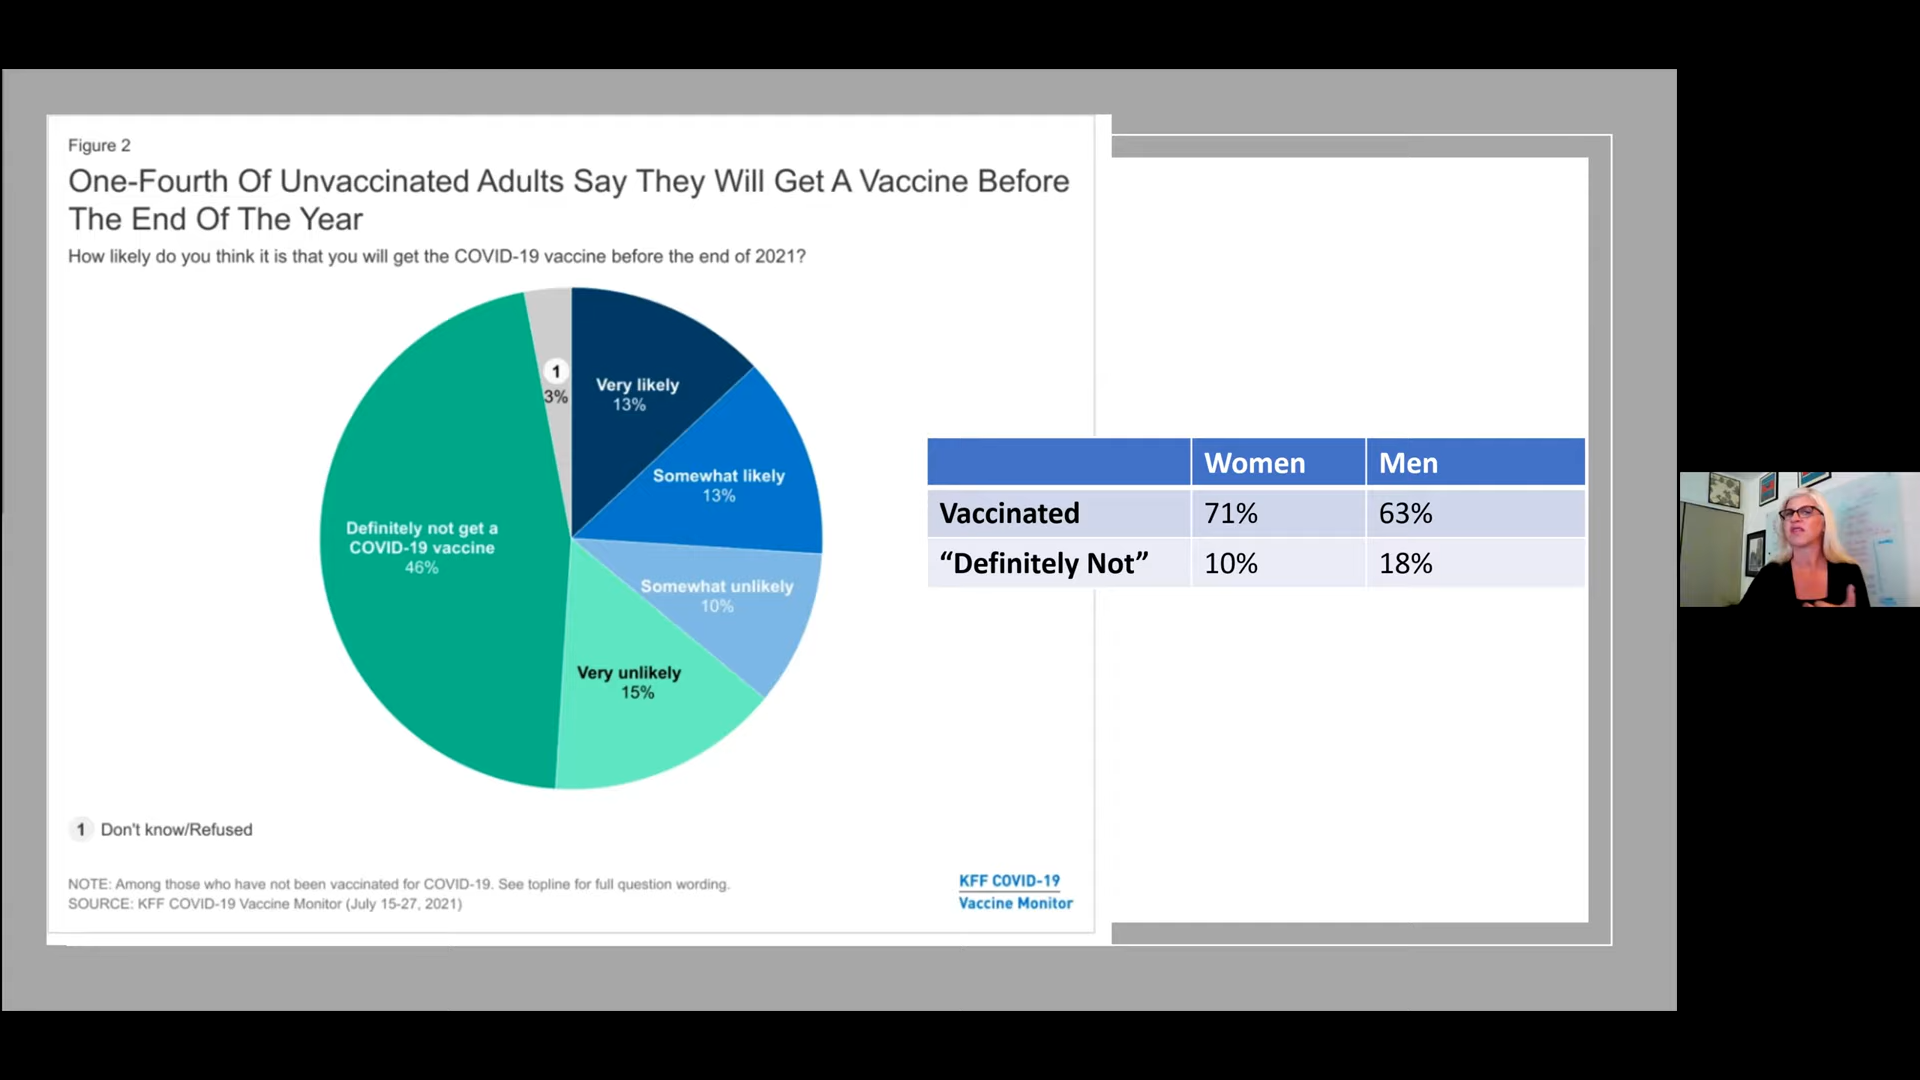 Figure 2
One-Fourth Of Unvaccinated Adults Say They Will Get A Vaccine Before
The End Of The Year
How likely do you think it is that you will get the COVID-19 vaccine before the end of 2021?
1
3%
Very likely
13%
Somewhat likely
13%
Definitely not get a
COVID-19 vaccine
46%
Somewhat unlikely
10%
Very unlikely
15%
1 Don't know/Refused
NOTE: Among those who have not been vaccinated for COVID-19. See topline for full question wording.
SOURCE: KFF COVID-19 Vaccine Monitor (July 15-27, 2021)
KFF COVID-19
Vaccine Monitor
Women Men
Vaccinated 71% 63%
“Definitely Not” 10% 18%